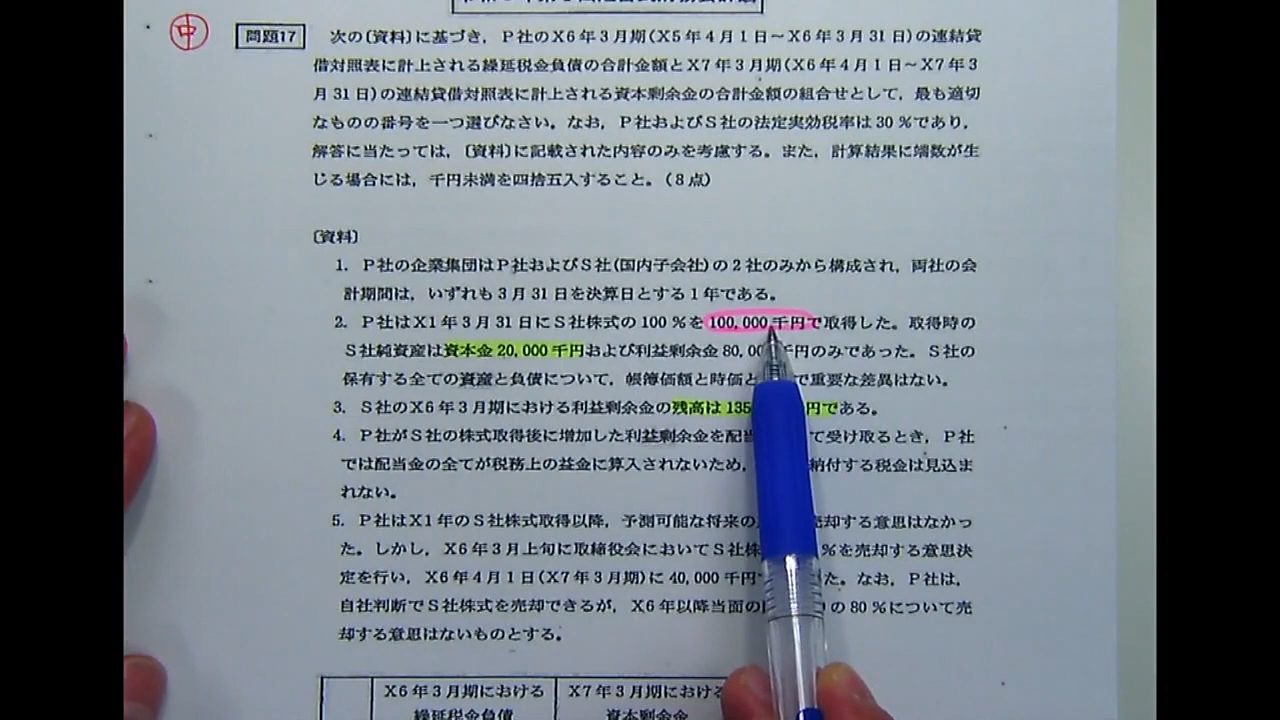 中
問題17 次の〔資料〕に基づき，P社のX6年3月期(X5年4月1日～X6年3月31日)の連結貸
借対照表に計上される繰延税金負債の合計金額とX7年3月期(X6年4月1日～X7年3
月31日)の連結貸借対照表に計上される資本剰余金の合計金額の組合せとして，最も適切
なものの番号を一つ選びなさい。なお，P社およびS社の法定実効税率は30％であり，
解答に当たっては，〔資料〕に記載された内容のみを考慮する。また，計算結果に端数が生
じる場合には，千円未満を四捨五入すること。(8点)
〔資料〕
1. P社の企業集団はP社およびS社(国内子会社)の2社のみから構成され，両社の会
計期間は，いずれも3月31日を決算日とする1年である。
2. P社はX1年3月31日にS社株式の100％を100,000千円で取得した。取得時の
S社純資産は資本金20,000千円および利益剰余金80,00 千円のみであった。S社の
保有する全ての資産と負債について，帳簿価額と時価と で重要な差異はない。
3. S社のX6年3月期における利益剰余金の残高は135 円である。
4. P社がS社の株式取得後に増加した利益剰余金を配当 て受け取るとき，P社
では配当金の全てが税務上の益金に算入されないため， 納付する税金は見込ま
れない。
5. P社はX1年のS社株式取得以降，予測可能な将来の 売却する意思はなかっ
た。しかし，X6年3月上旬に取締役会においてS社株 ％を売却する意思決
定を行い，X6年4月1日(X7年3月期)に40,000千円 た。なお，P社は，
自社判断でS社株式を売却できるが，X6年以降当面の の80％について売
却する意思はないものとする。
X6年3月期における X7年3月期における
繰延税金負債 資本剰余金